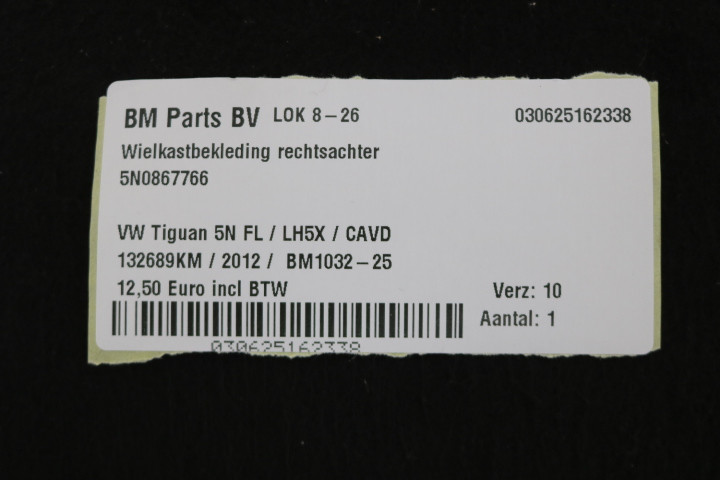 BM Parts BV LOK 8-26 030625162338
Wielkastbekleding rechtsachter
5N0867766
VW Tiguan 5N FL / LH5X / CAVD
132689KM / 2012 / BM1032-25
12,50 Euro incl BTW Verz: 10
Aantal: 1
030625162338